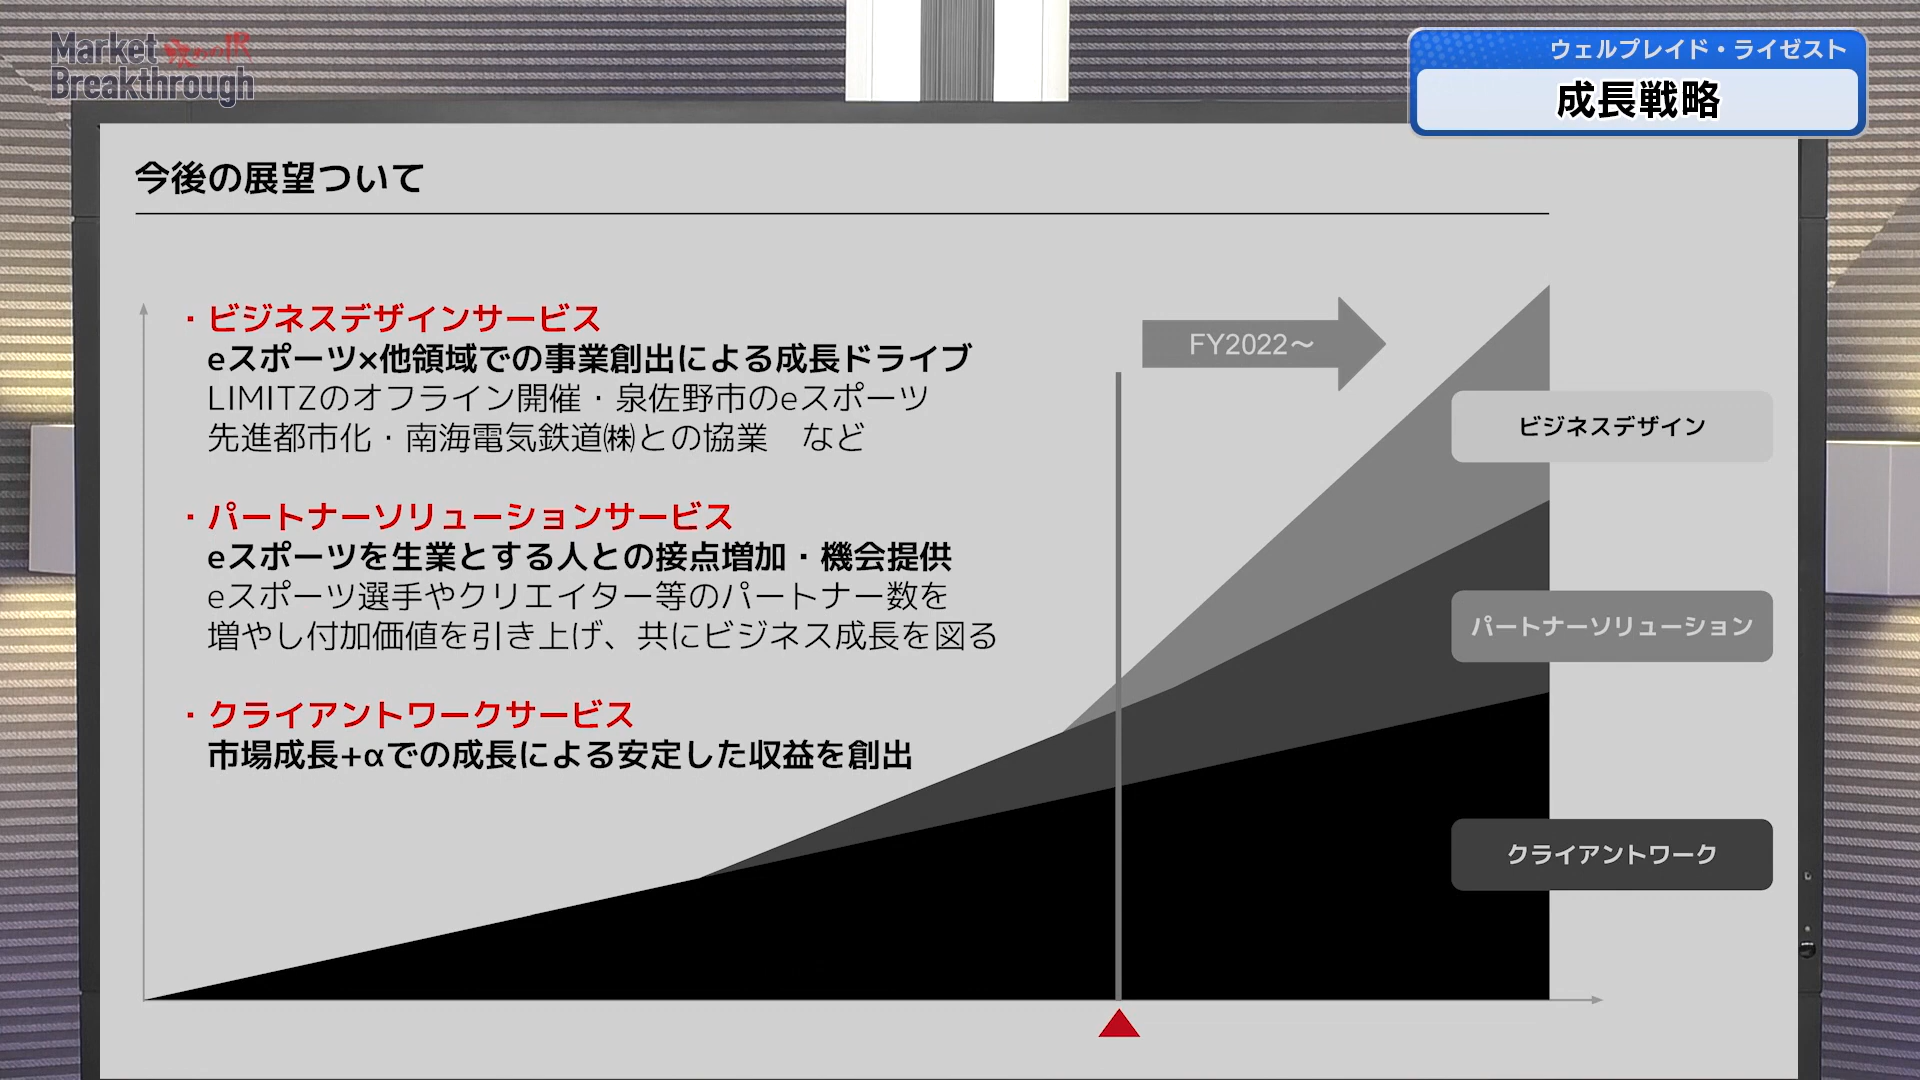 Market 攻めのIR
Breakthrough
ウェルプレイド・ライゼスト
成長戦略
今後の展望ついて
・ビジネスデザインサービス
eスポーツ×他領域での事業創出による成長ドライブ
LIMITZのオフライン開催・泉佐野市のeスポーツ
先進都市化・南海電気鉄道㈱との協業　など
・パートナーソリューションサービス
eスポーツを生業とする人との接点増加・機会提供
eスポーツ選手やクリエイター等のパートナー数を
増やし付加価値を引き上げ、共にビジネス成長を図る
・クライアントワークサービス
市場成長+αでの成長による安定した収益を創出
FY2022～
ビジネスデザイン
パートナーソリューション
クライアントワーク